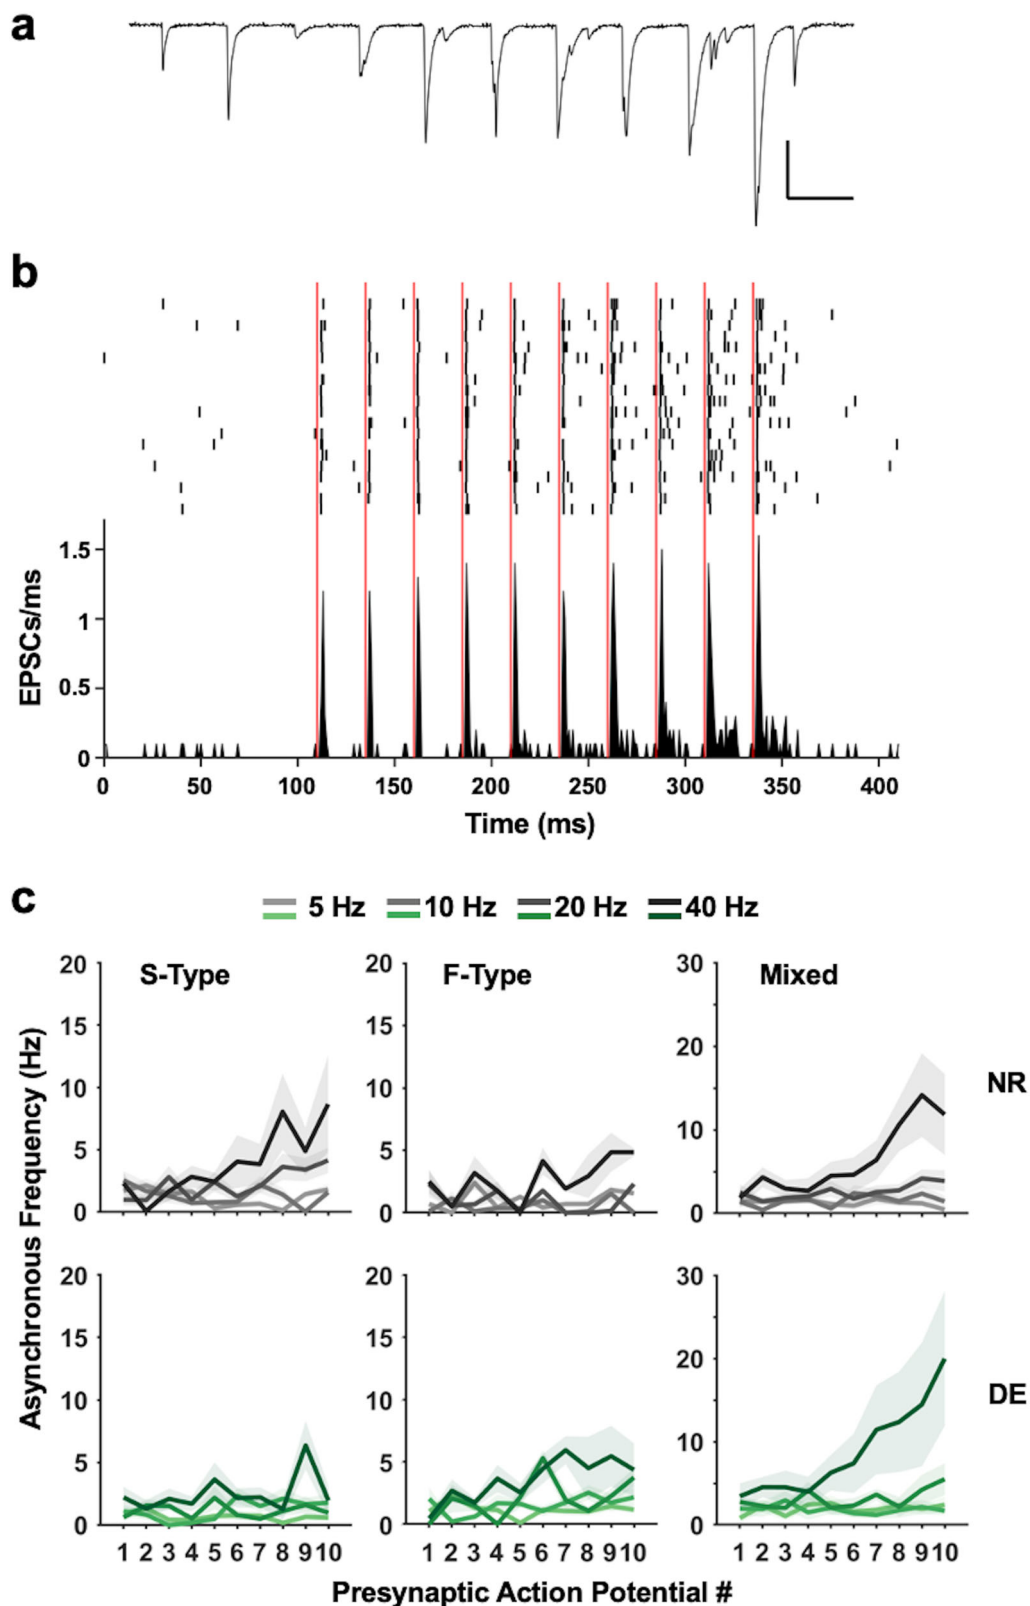 a
b
1.5
1
0.5
0
EPSCs/ms
0 50 100 150 200 250 300 350 400
Time (ms)
c
5 Hz 10 Hz 20 Hz 40 Hz
S-Type F-Type Mixed
20 20 30
15 15 20
10 10 10
5 5
0 0 0
NR
Asynchronous Frequency (Hz)
20 20 30
15 15 20
10 10 10
5 5
0 0 0
DE
1 2 3 4 5 6 7 8 9 10 1 2 3 4 5 6 7 8 9 10 1 2 3 4 5 6 7 8 9 10
Presynaptic Action Potential #